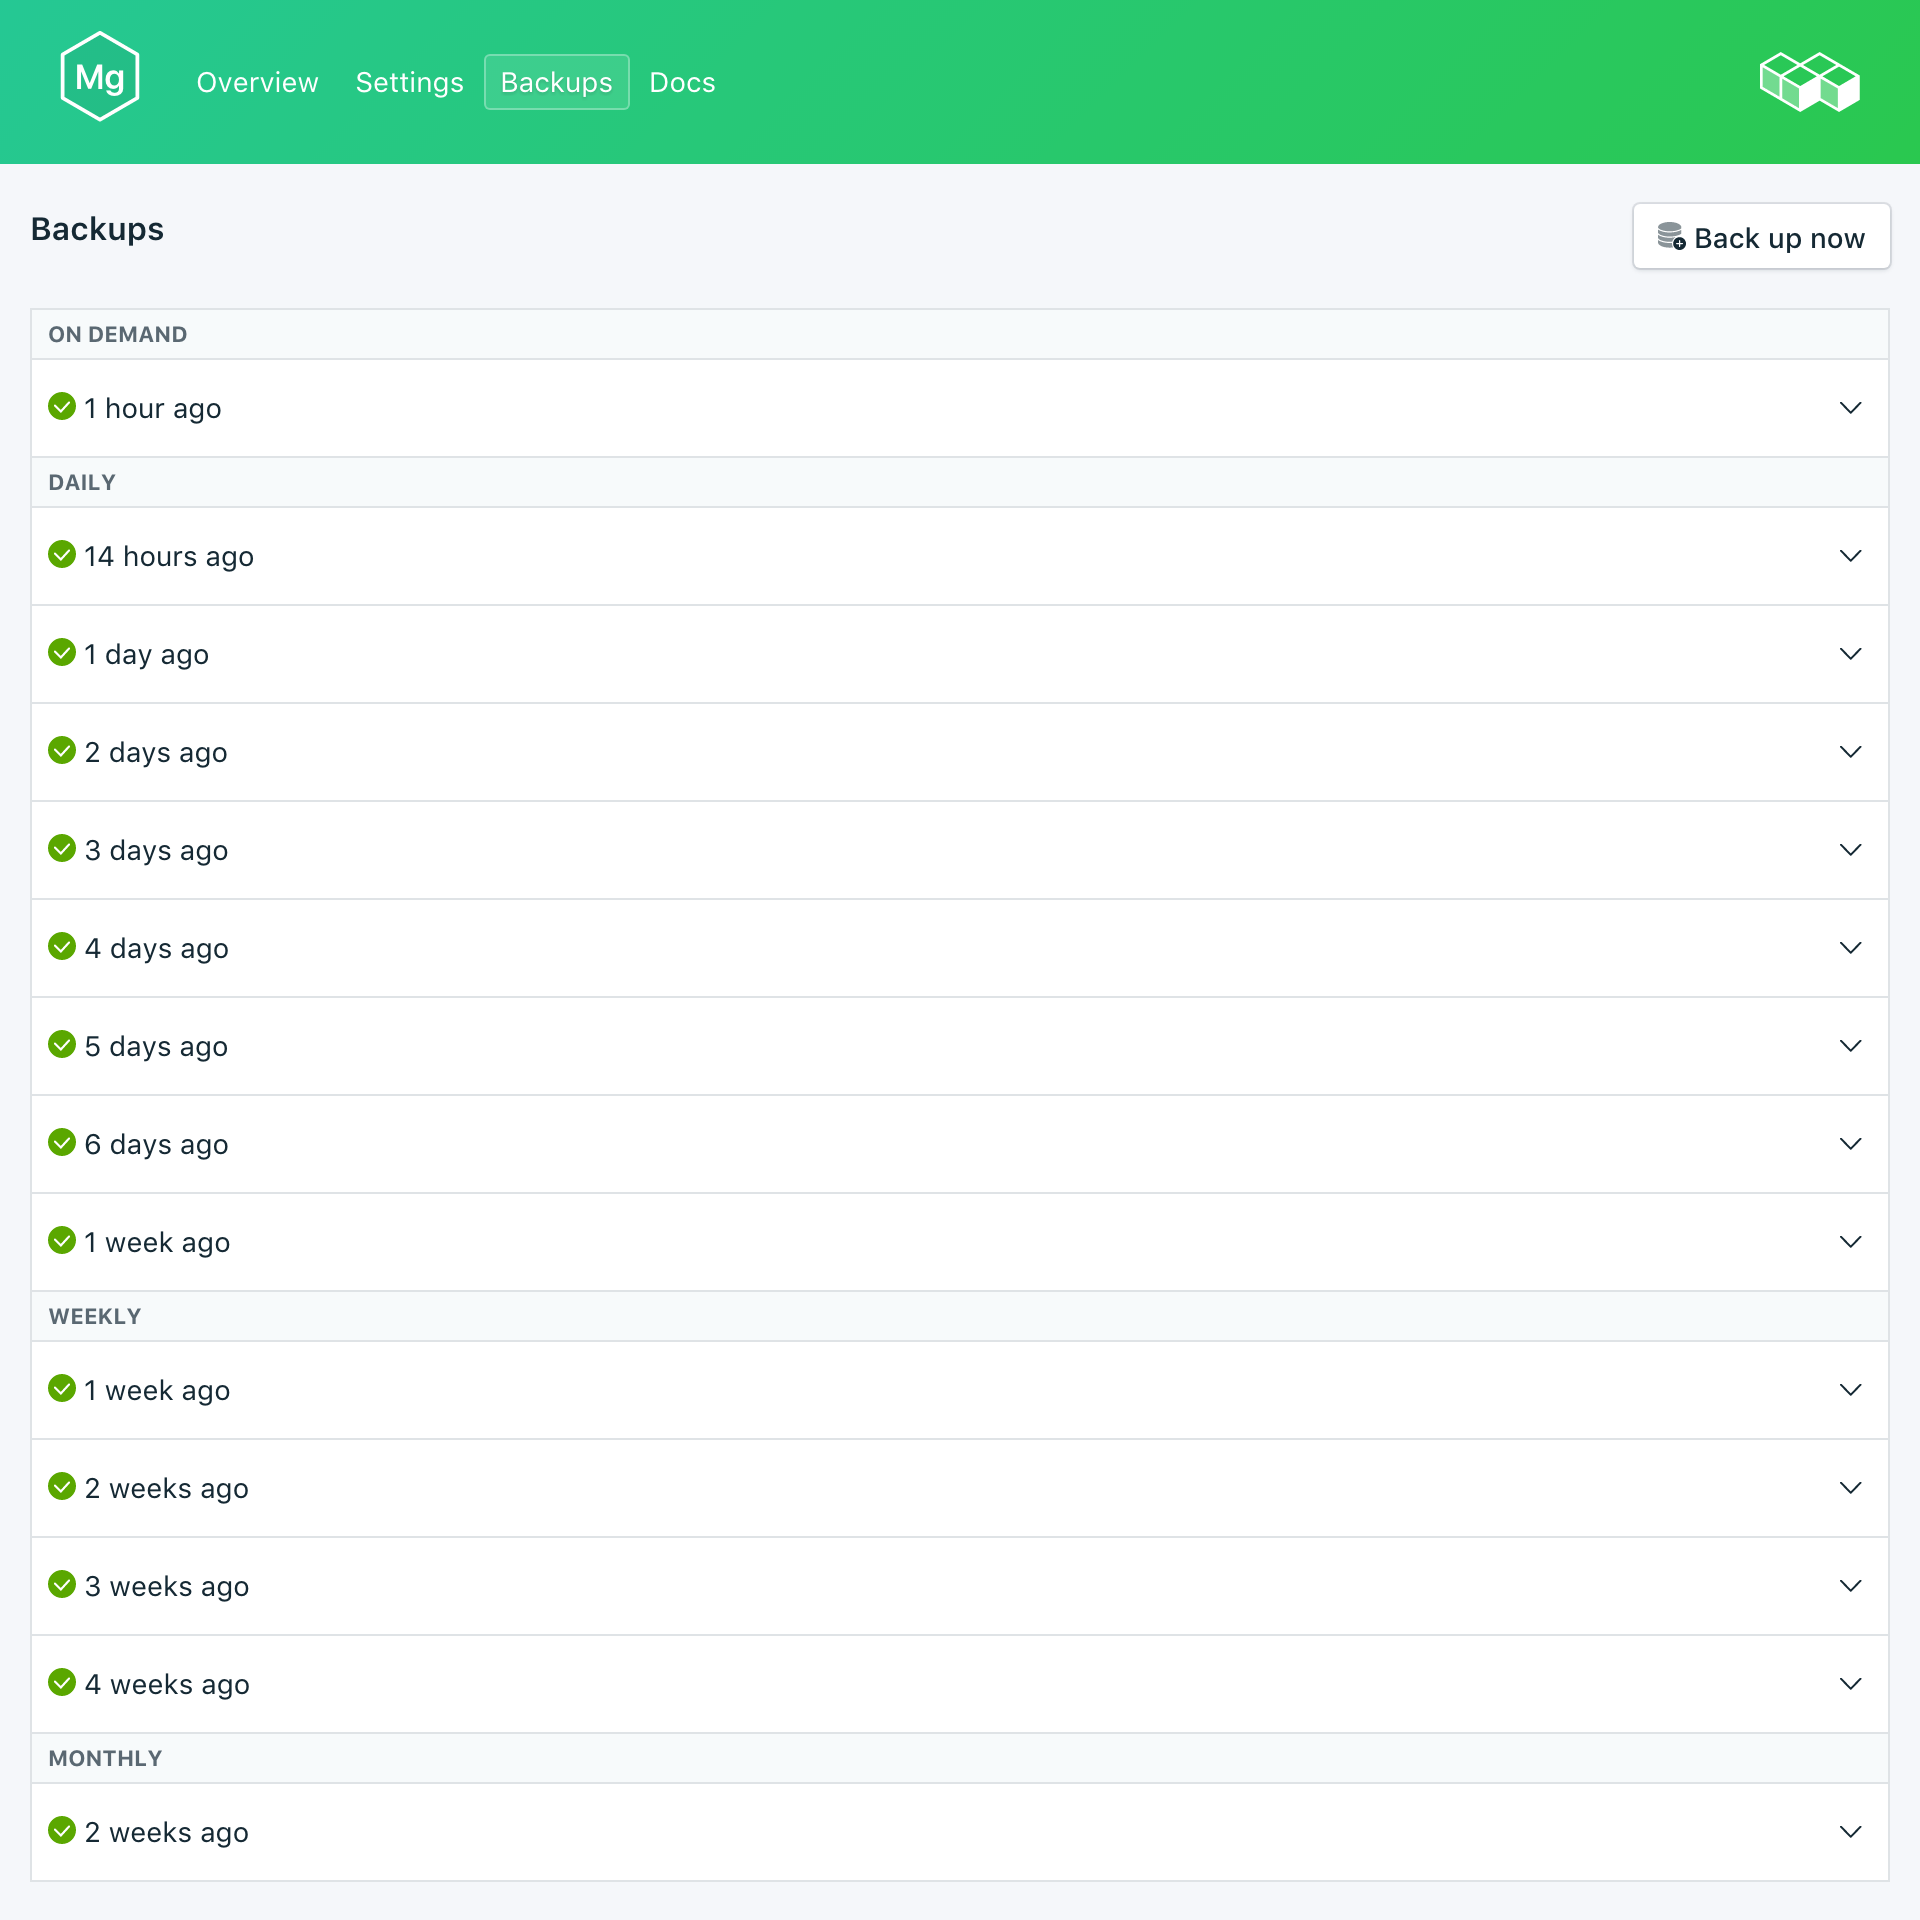 Mg
Overview Settings Backups Docs
Backups
Back up now
ON DEMAND
1 hour ago
DAILY
14 hours ago
1 day ago
2 days ago
3 days ago
4 days ago
5 days ago
6 days ago
1 week ago
WEEKLY
1 week ago
2 weeks ago
3 weeks ago
4 weeks ago
MONTHLY
2 weeks ago